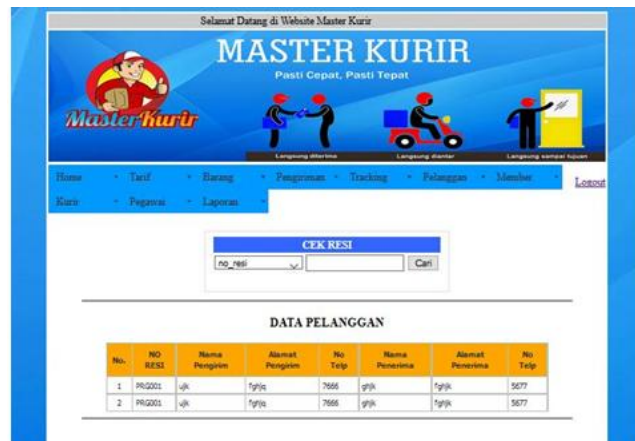 Selamat Datang di Website Master Kurir
MASTER KURIR
Pasti Cepat, Pasti Tepat
MasterKurir
Langsung diterima Langsung diantar Langsung sampai tujuan
Home Tarif Barang Pengiriman Tracking Pelanggan Member Logout
Kurir Pegawai Laporan
CEK RESI
no_resi Cari
DATA PELANGGAN
No. NO RESI Nama Pengirim Alamat Pengirim No Telp Nama Penerima Alamat Penerima No Telp
1 PRG001 ujk fghjq 7666 ghjk fghjk 5677
2 PRG001 ujk fghjq 7666 ghjk fghjk 5677